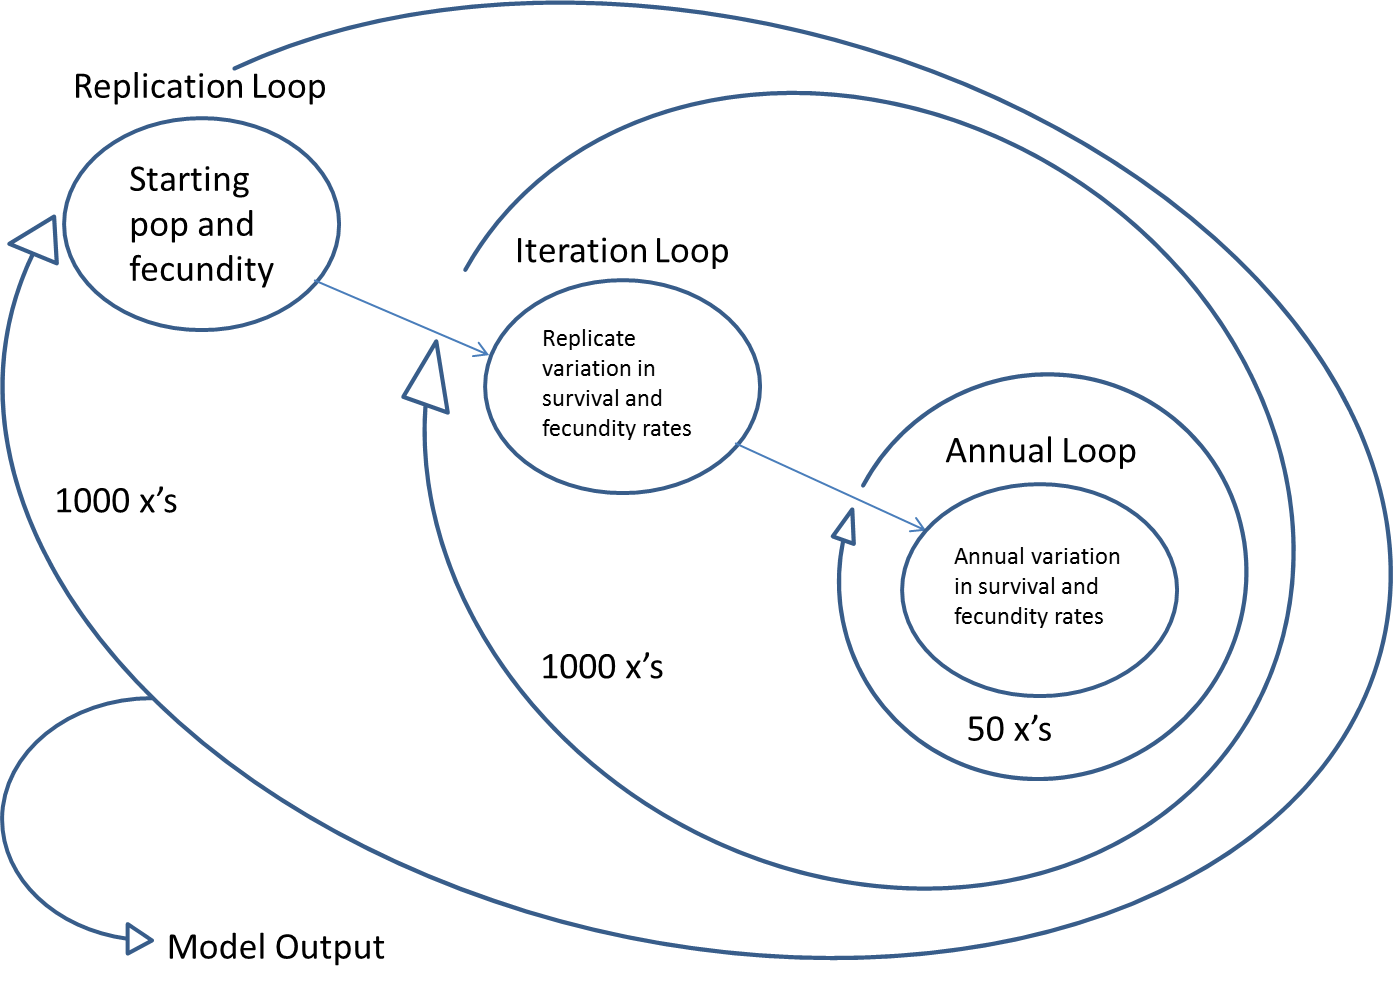 Replication Loop
Starting
pop and
fecundity
Iteration Loop
Replicate
variation in
survival and
fecundity rates
Annual Loop
Annual variation
in survival and
fecundity rates
1000 x’s
1000 x’s
50 x’s
Model Output